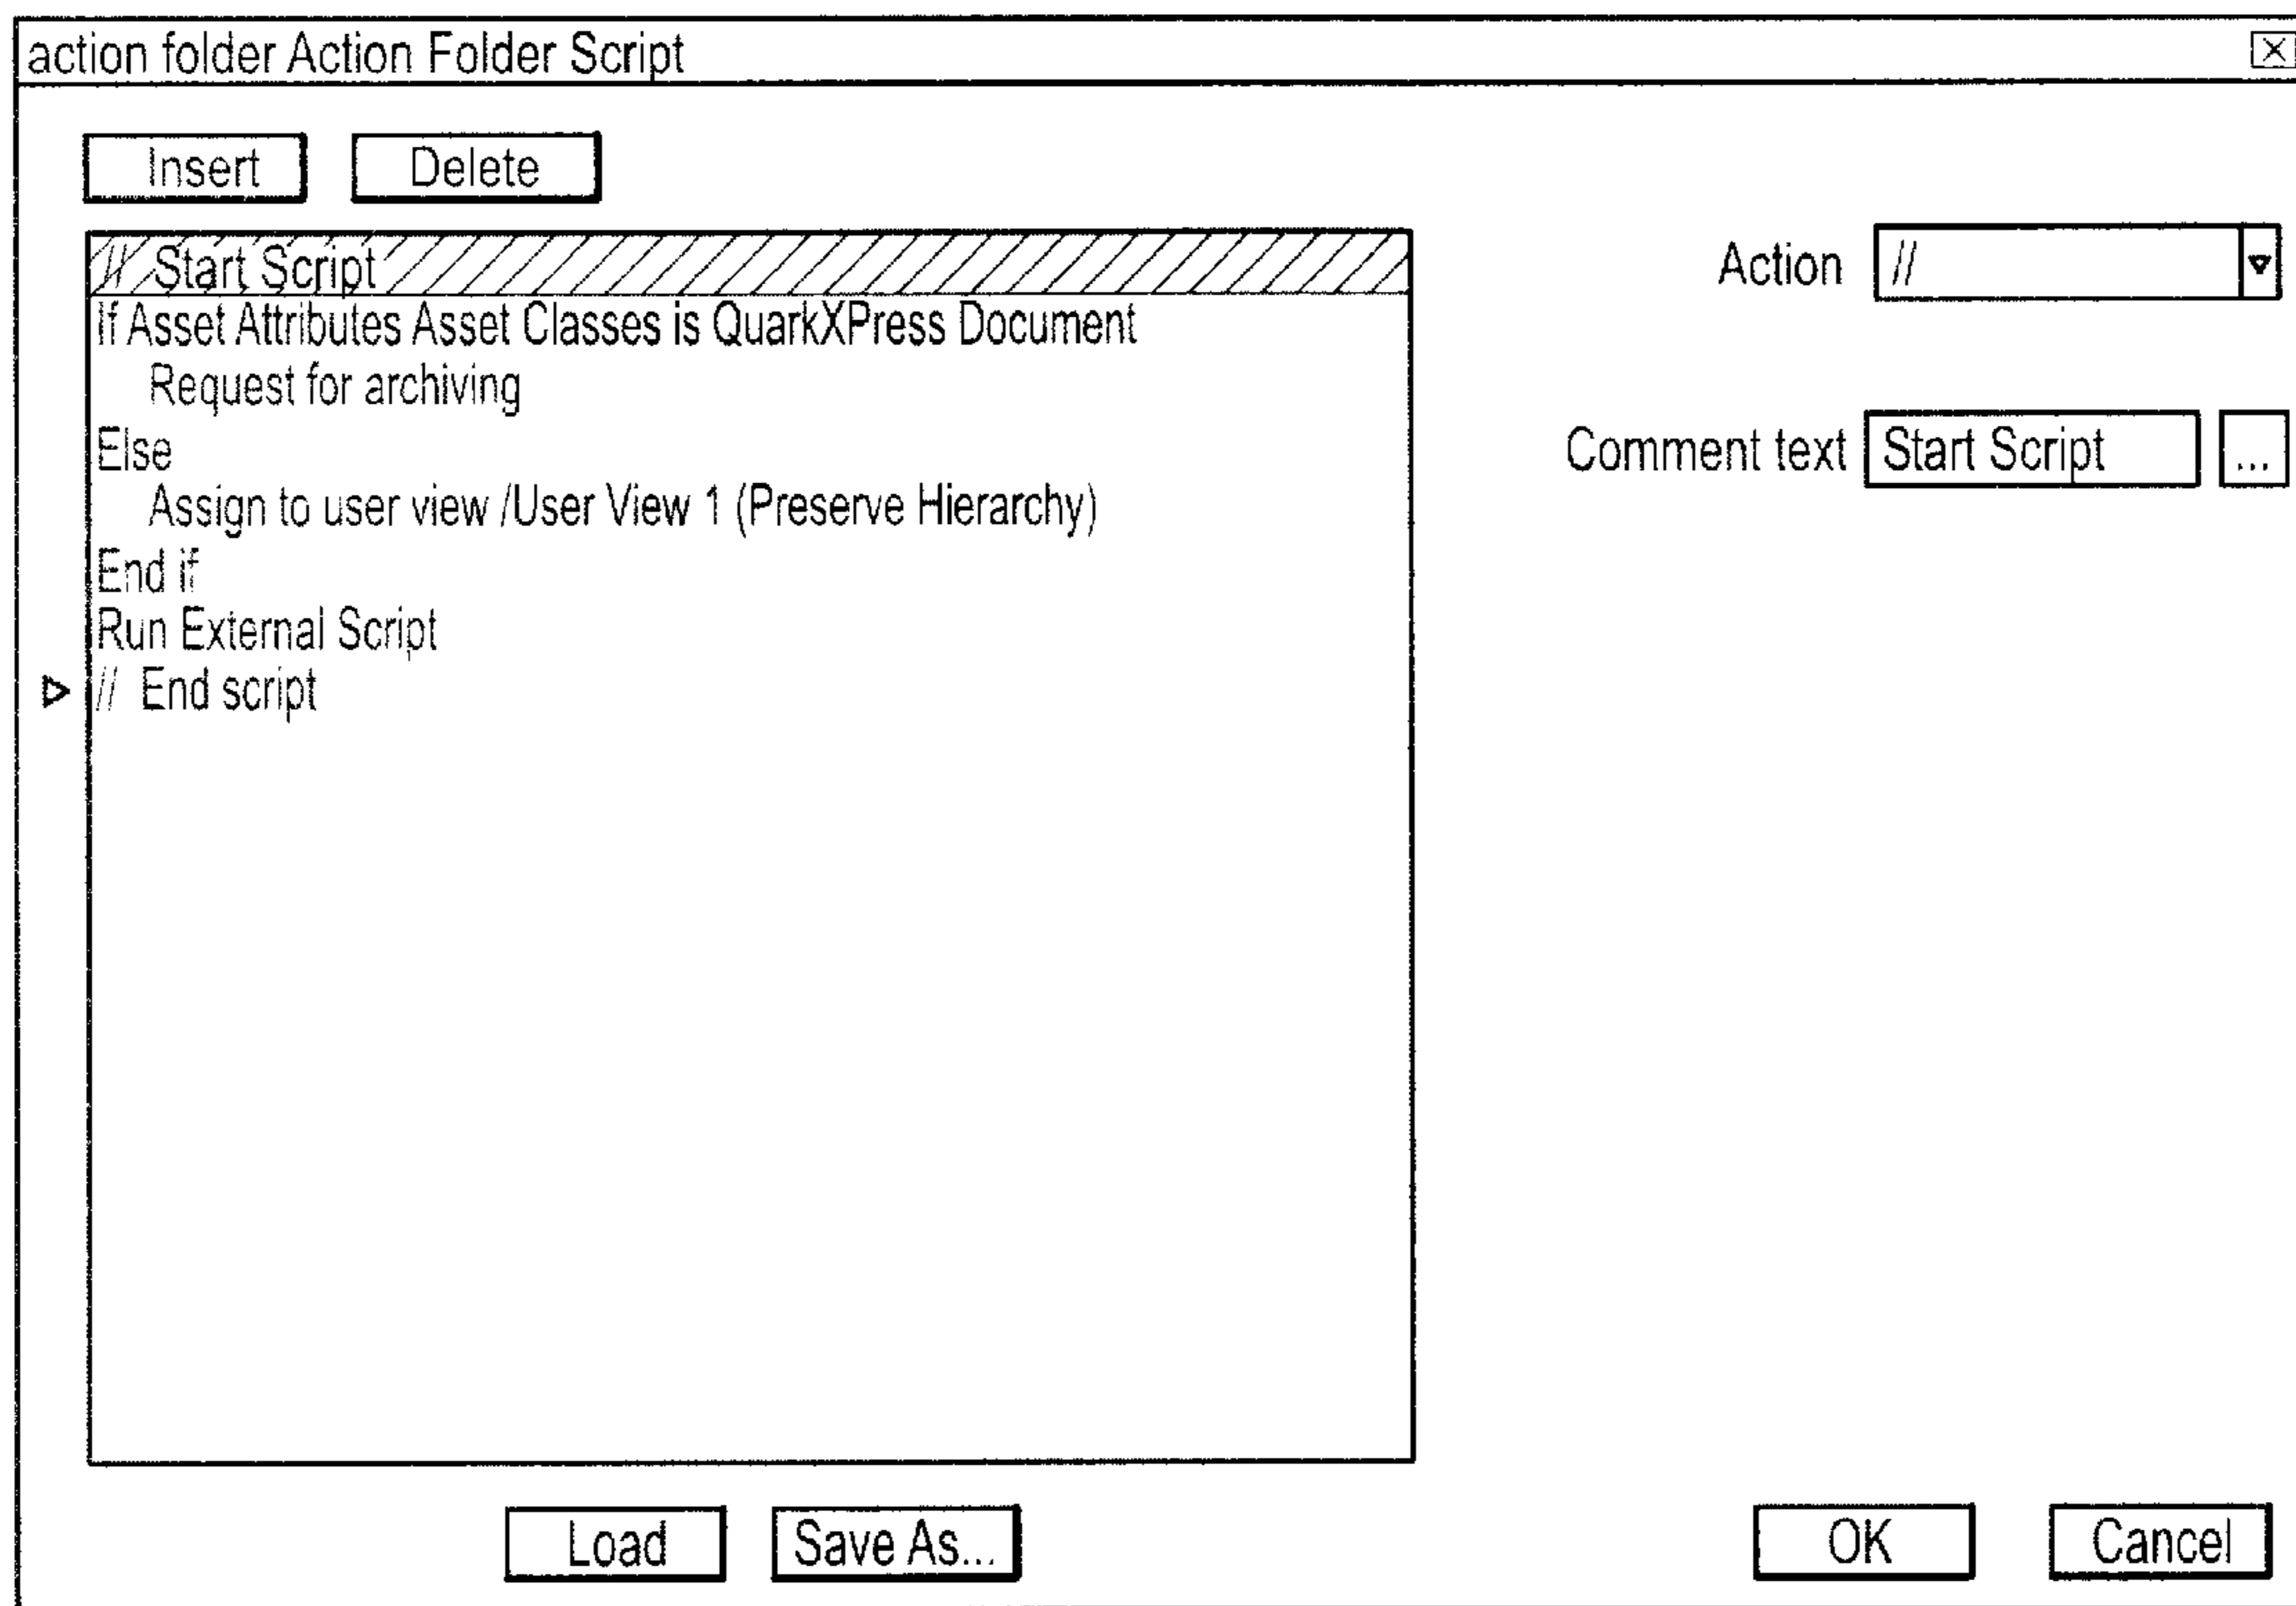 action folder Action Folder Script
Insert Delete
// Start Script
If Asset Attributes Asset Classes is QuarkXPress Document
Request for archiving
Else
Assign to user view /User View 1 (Preserve Hierarchy)
End if
Run External Script
// End script
Action //
Comment text Start Script ...
Load Save As... OK Cancel